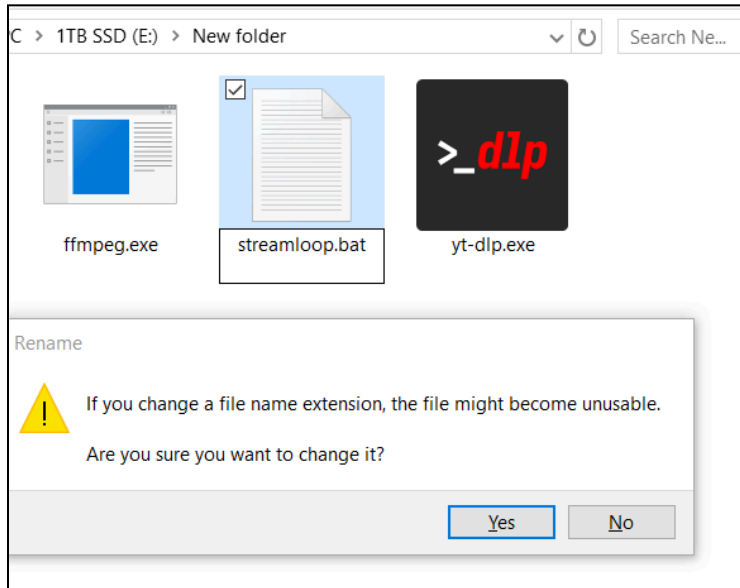 C > 1TB SSD (E:) > New folder
Search Ne...
>_dlp
ffmpeg.exe
streamloop.bat
yt-dlp.exe
Rename
If you change a file name extension, the file might become unusable.
Are you sure you want to change it?
Yes
No